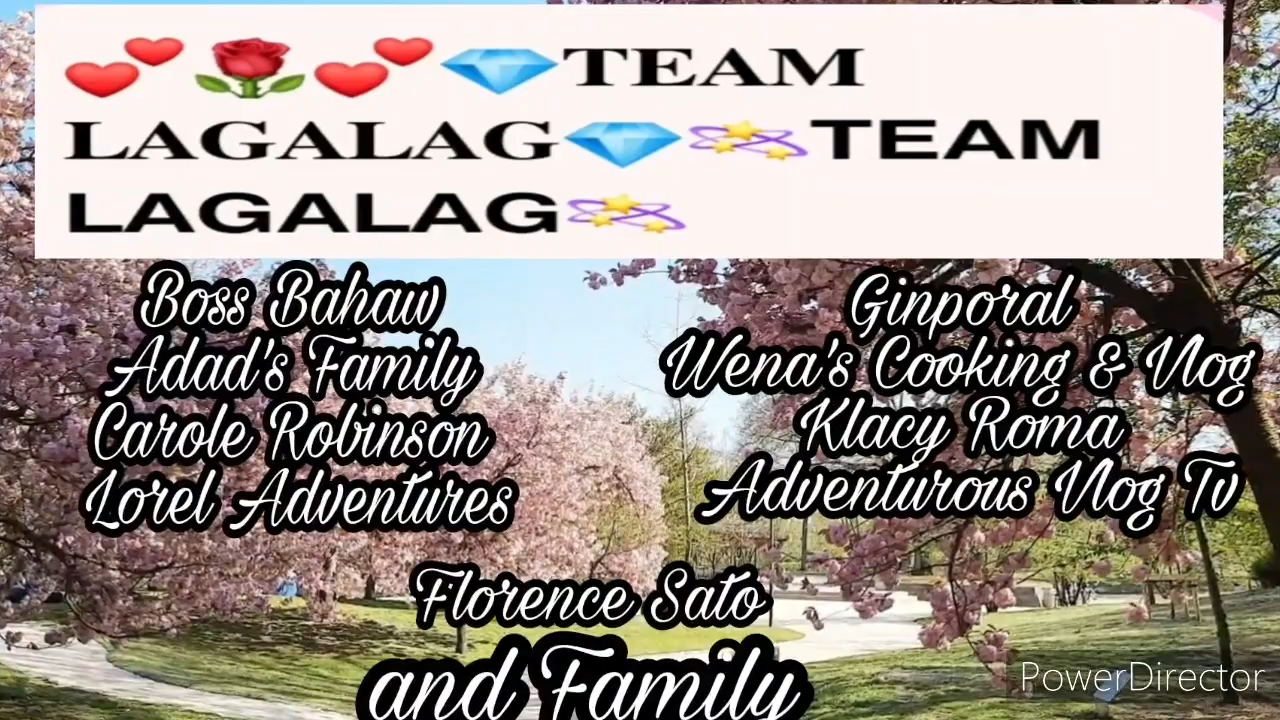 💕🌹💕💎TEAM
LAGALAG💎💫TEAM
LAGALAG💫
Boss Bahaw
Adad's Family
Carole Robinson
Lorel Adventures
Ginporal
Wena's Cooking & Vlog
Klacy Roma
Adventurous Vlog Tv
Florence Sato
and Family
PowerDirector